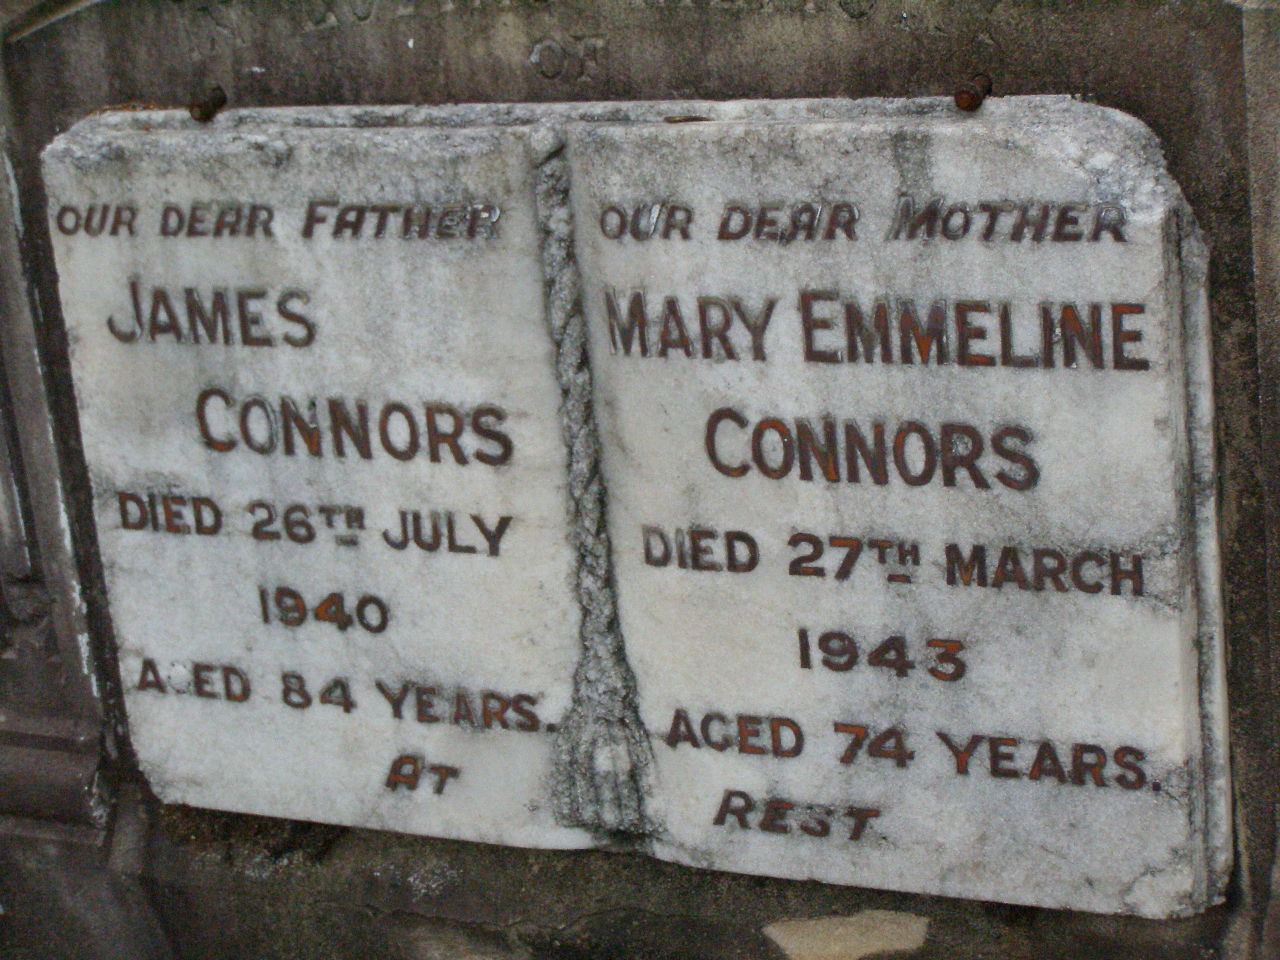 OF
OUR DEAR FATHER
JAMES
CONNORS
DIED 26TH JULY
1940
AGED 84 YEARS.
AT
OUR DEAR MOTHER
MARY EMMELINE
CONNORS
DIED 27TH MARCH
1943
AGED 74 YEARS.
REST